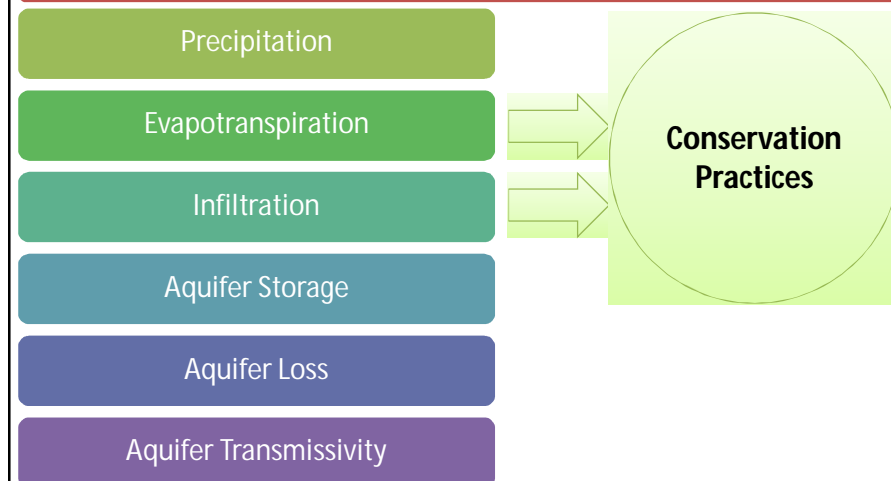 Precipitation
Evapotranspiration
Conservation
Practices
Infiltration
Aquifer Storage
Aquifer Loss
Aquifer Transmissivity